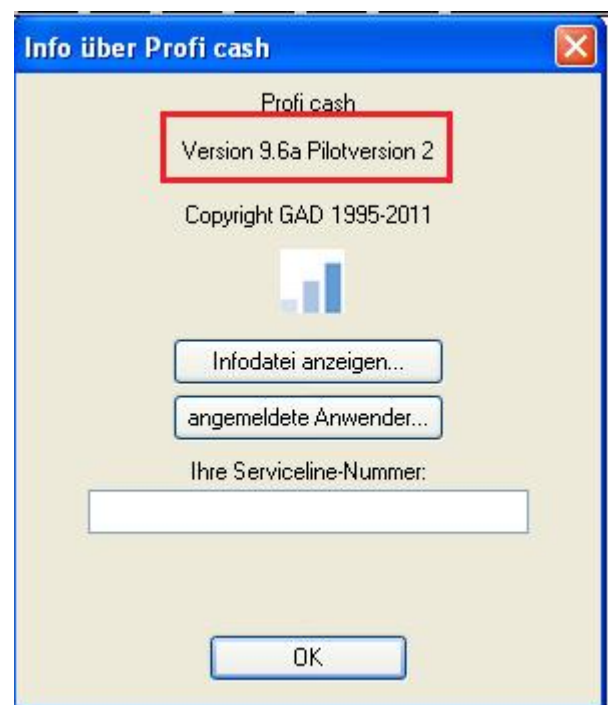 Info über Profi cash
Profi cash
Version 9.6a Pilotversion 2
Copyright GAD 1995-2011
Infodatei anzeigen...
angemeldete Anwender...
Ihre Serviceline-Nummer:
OK